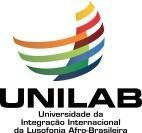 UNILAB
Universidade da
Integração Internacional
da Lusofonia Afro-Brasileira